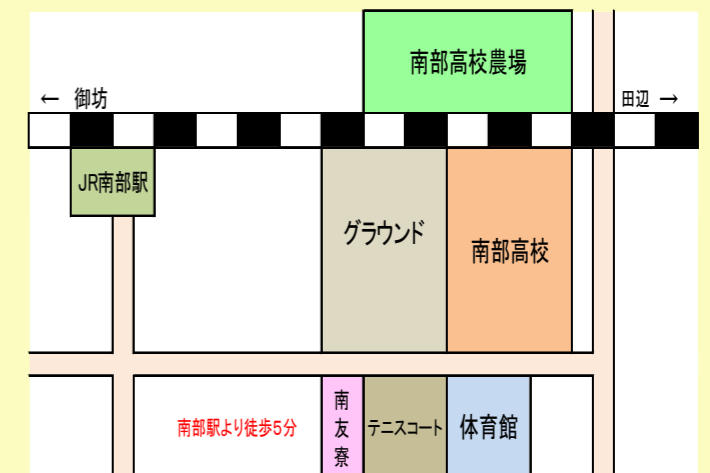 南部高校農場
← 御坊
田辺 →
JR南部駅
グラウンド
南部高校
南部駅より徒歩5分
南友寮
テニスコート
体育館